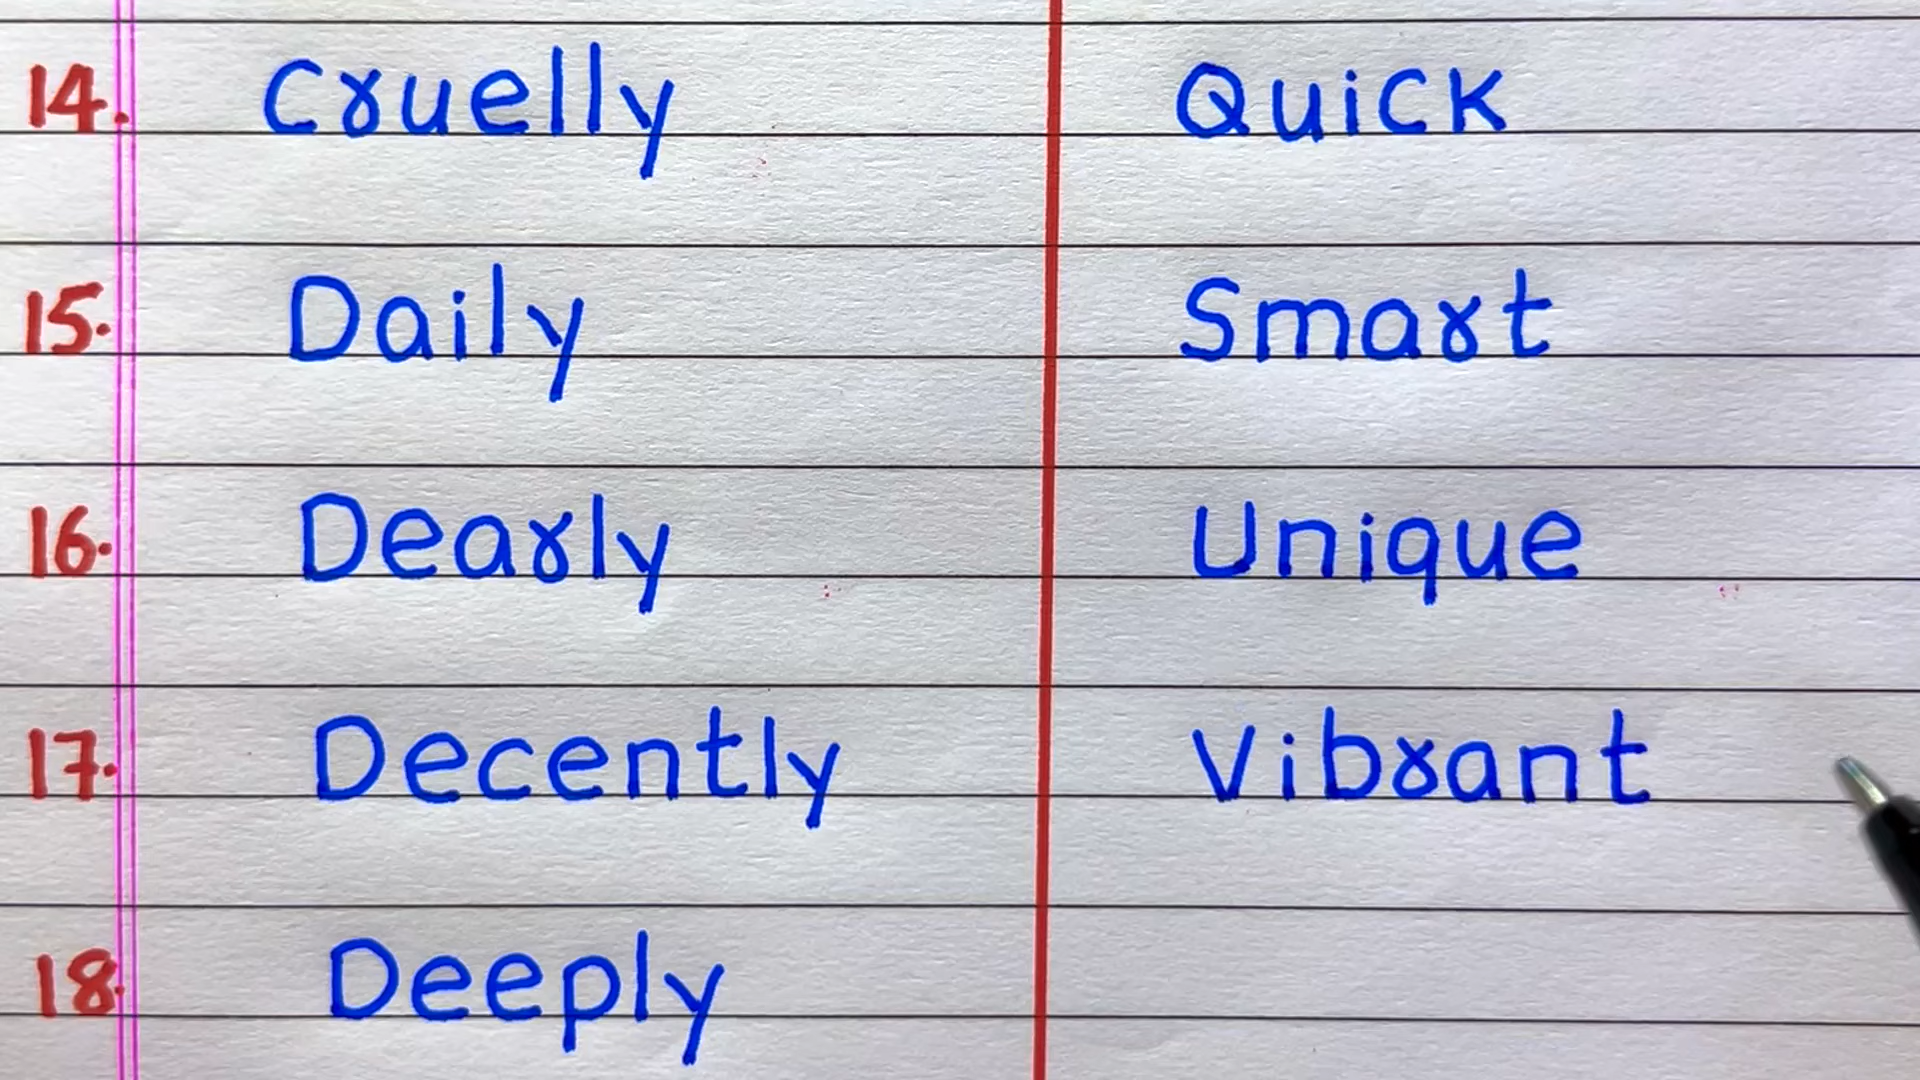 14. Cruelly Quick
15. Daily Smart
16. Dearly Unique
17. Decently Vibrant
18. Deeply